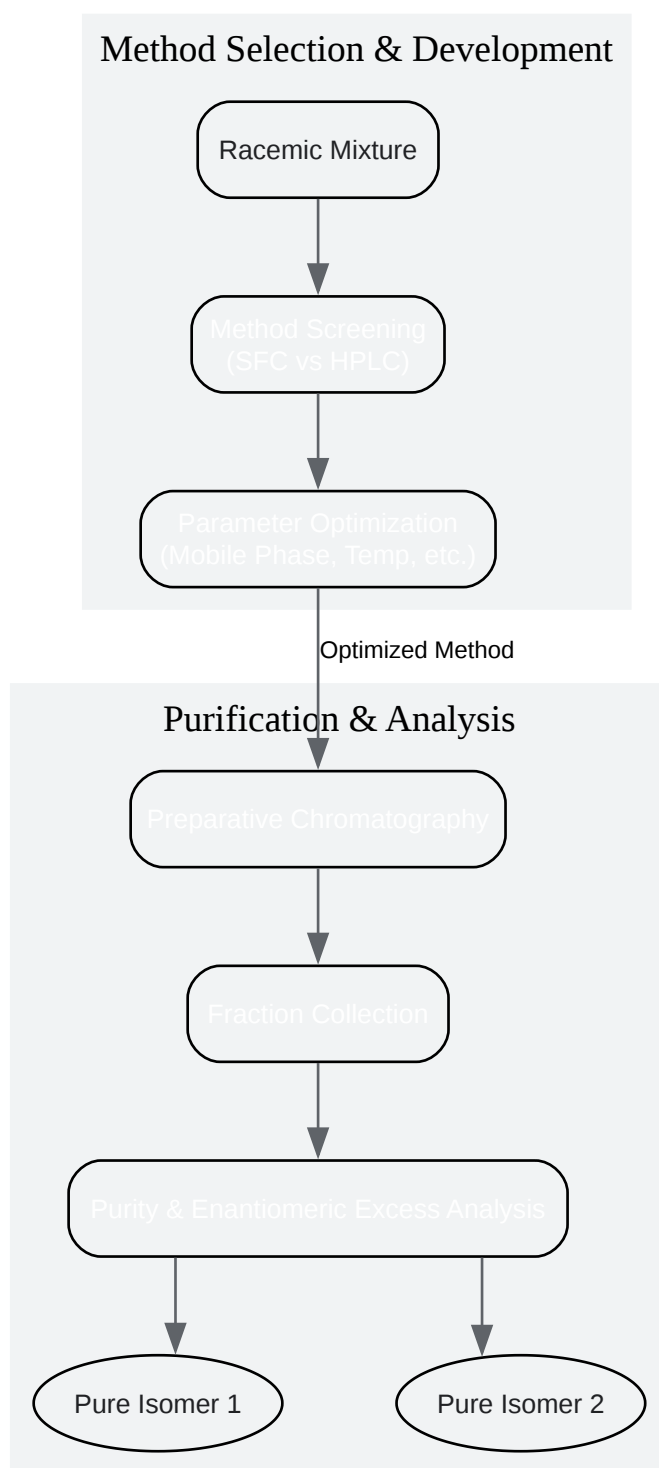 Method Selection & Development
Racemic Mixture
Method Screening
(SFC vs HPLC)
Parameter Optimization
(Mobile Phase, Temp, etc.)
Optimized Method
Purification & Analysis
Preparative Chromatography
Fraction Collection
Purity & Enantiomeric Excess Analysis
Pure Isomer 1
Pure Isomer 2